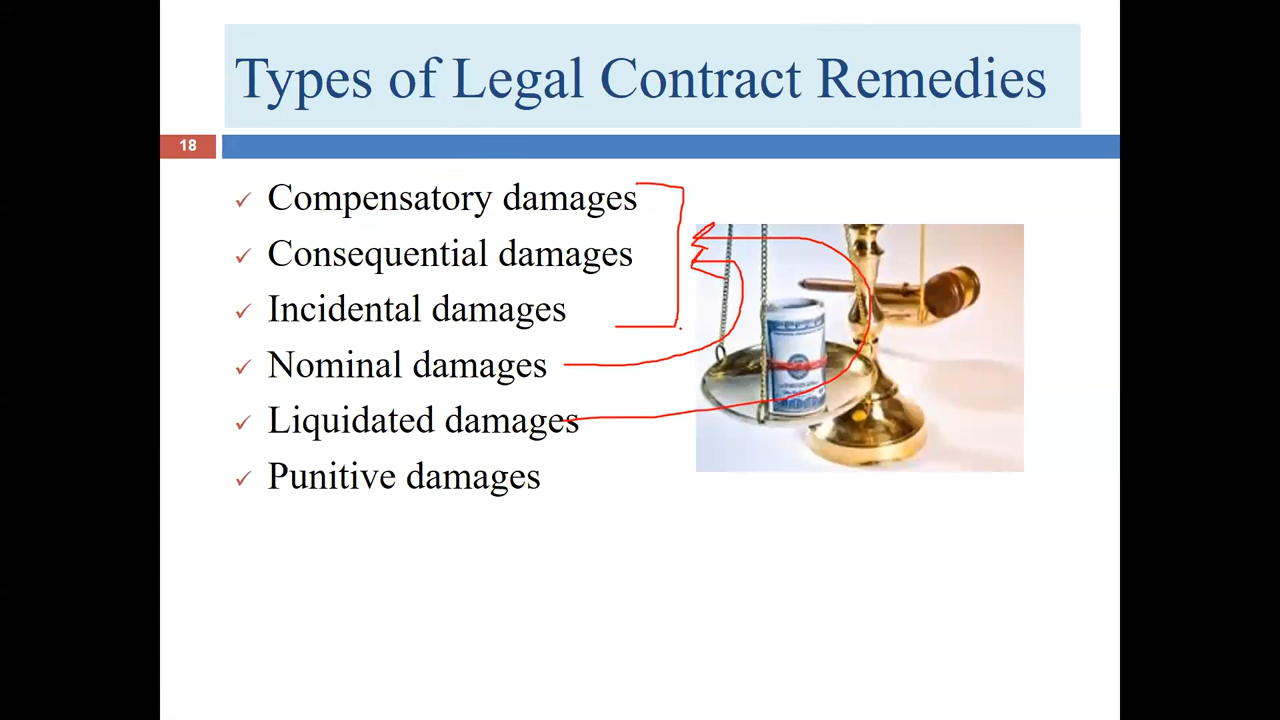 Types of Legal Contract Remedies
18
Compensatory damages
Consequential damages
Incidental damages
Nominal damages
Liquidated damages
Punitive damages